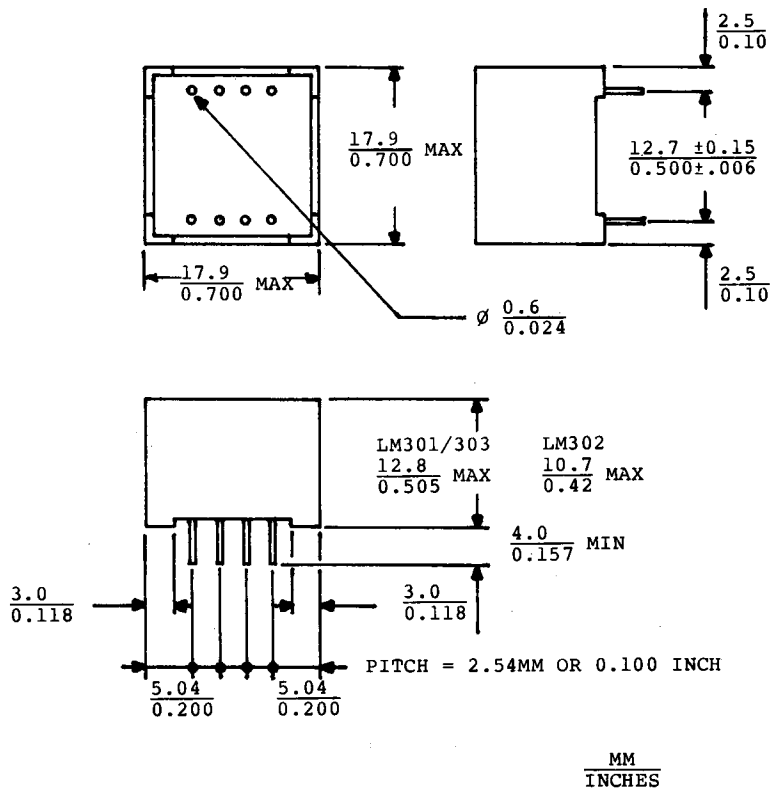 2.5
0.10
17.9 MAX
0.700
12.7 ±0.15
0.500±.006
17.9 MAX
0.700
2.5
0.10
ø 0.6
0.024
LM301/303
12.8 MAX
0.505
LM302
10.7 MAX
0.42
4.0 MIN
0.157
3.0
0.118
3.0
0.118
PITCH = 2.54MM OR 0.100 INCH
5.04
0.200
5.04
0.200
MM
INCHES